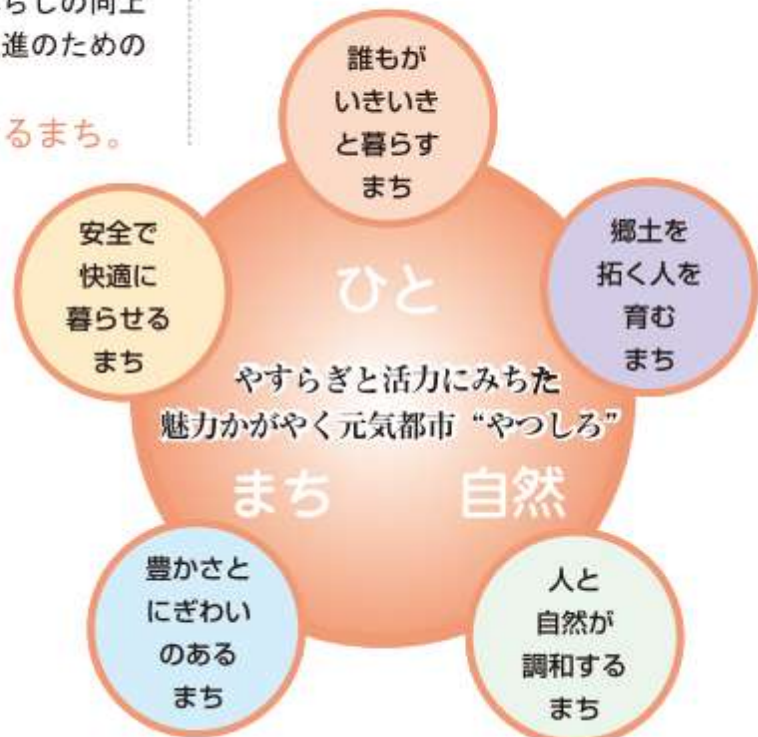 らしの向上
進のための
るまち。
誰もが
いきいき
と暮らす
まち
安全で
快適に
暮らせる
まち
郷土を
拓く人を
育む
まち
ひと
やすらぎと活力にみちた
魅力かがやく元気都市“やつしろ”
まち
自然
豊かさと
にぎわい
のある
まち
人と
自然が
調和する
まち